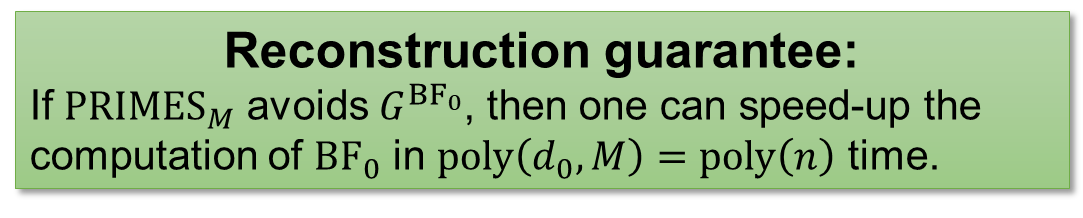 Reconstruction guarantee:
If PRIMES_M avoids G^{BF_0}, then one can speed-up the
computation of BF_0 in poly(d_0, M) = poly(n) time.